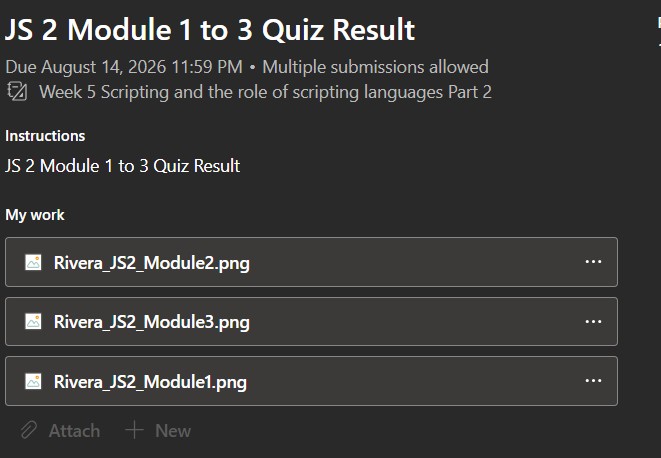 JS 2 Module 1 to 3 Quiz Result
Due August 14, 2026 11:59 PM • Multiple submissions allowed
Week 5 Scripting and the role of scripting languages Part 2
Instructions
JS 2 Module 1 to 3 Quiz Result
My work
Rivera_JS2_Module2.png
Rivera_JS2_Module3.png
Rivera_JS2_Module1.png
Attach New